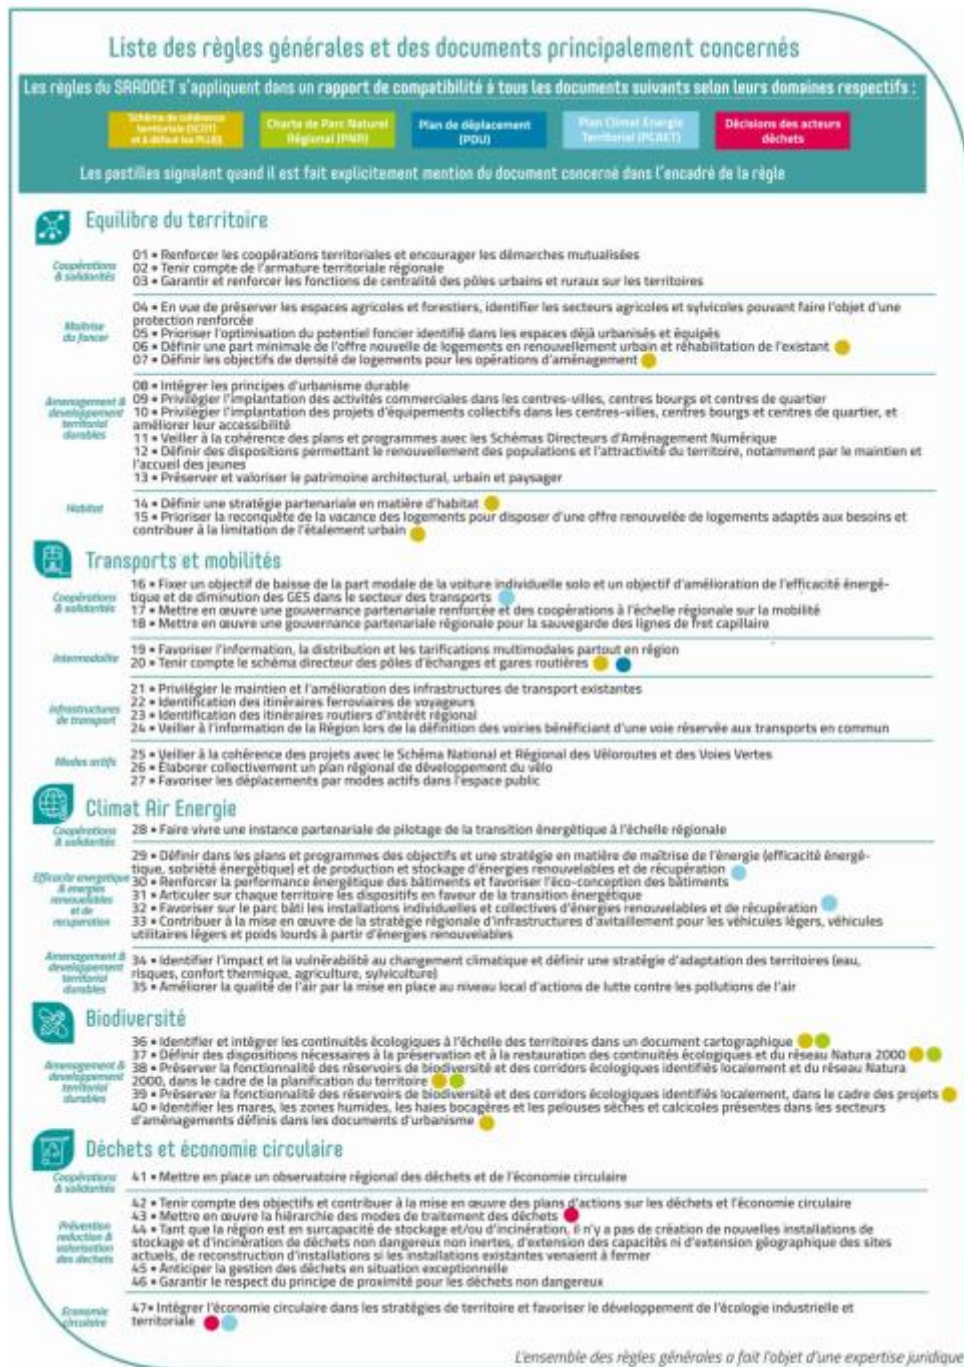 Liste des règles générales et des documents principalement concernés
Les règles du SRADDET s'appliquent dans un rapport de compatibilité à tous les documents suivants selon leurs domaines respectifs :
Schéma de cohérence
territoriale (SCOT)
et à défaut les PLU(i)
Charte de Parc Naturel
Régional (PNR)
Plan de déplacement
(PDU)
Plan Climat Énergie
Territorial (PCAET)
Décisions des acteurs
déchets
Les pastilles signalent quand il est fait explicitement mention du document concerné dans l'encadré de la règle
Equilibre du territoire
Coopérations
& solidarités
01 • Renforcer les coopérations territoriales et encourager les démarches mutualisées
02 • Tenir compte de l'armature territoriale régionale
03 • Garantir et renforcer les fonctions de centralité des pôles urbains et ruraux sur les territoires
Maitrise
du foncer
04 • En vue de préserver les espaces agricoles et forestiers, identifier les secteurs agricoles et sylvicoles pouvant faire l'objet d'une
protection renforcée
05 • Prioriser l'optimisation du potentiel foncier identifié dans les espaces déjà urbanisés et équipés
06 • Définir une part minimale de l'offre nouvelle de logements en renouvellement urbain et réhabilitation de l'existant
07 • Définir les objectifs de densité de logements pour les opérations d'aménagement
Amenagement &
developpement
territorial
durables
08 • Intégrer les principes d'urbanisme durable
09 • Privilégier l'implantation des activités commerciales dans les centres-villes, centres bourgs et centres de quartier
10 • Privilégier l'implantation des projets d'équipements collectifs dans les centres-villes, centres bourgs et centres de quartier, et
améliorer leur accessibilité
11 • Veiller à la cohérence des plans et programmes avec les Schémas Directeurs d'Aménagement Numérique
12 • Définir des dispositions permettant le renouvellement des populations et l'attractivité du territoire, notamment par le maintien et
l'accueil des jeunes
13 • Préserver et valoriser le patrimoine architectural, urbain et paysager
Habitat
14 • Définir une stratégie partenariale en matière d'habitat
15 • Prioriser la reconquête de la vacance des logements pour disposer d'une offre renouvelée de logements adaptés aux besoins et
contribuer à la limitation de l'étalement urbain
Transports et mobilités
Coopérations
& solidarités
16 • Fixer un objectif de baisse de la part modale de la voiture individuelle solo et un objectif d'amélioration de l'efficacité énergé-
tique et de diminution des GES dans le secteur des transports
17 • Mettre en œuvre une gouvernance partenariale renforcée et des coopérations à l'échelle régionale sur la mobilité
18 • Mettre en œuvre une gouvernance partenariale régionale pour la sauvegarde des lignes de fret capillaire
Intermodalite
19 • Favoriser l'information, la distribution et les tarifications multimodales partout en région
20 • Tenir compte le schéma directeur des pôles d'échanges et gares routières
Infrastructures
de transport
21 • Privilégier le maintien et l'amélioration des infrastructures de transport existantes
22 • Identification des itinéraires ferroviaires de voyageurs
23 • Identification des itinéraires routiers d'intérêt régional
24 • Veiller à l'information de la Région lors de la définition des voiries bénéficiant d'une voie réservée aux transports en commun
Modes actifs
25 • Veiller à la cohérence des projets avec le Schéma National et Régional des Véloroutes et des Voies Vertes
26 • Élaborer collectivement un plan régional de développement du vélo
27 • Favoriser les déplacements par modes actifs dans l'espace public
Climat Air Energie
Coopérations
& solidarités
28 • Faire vivre une instance partenariale de pilotage de la transition énergétique à l'échelle régionale
Efficacite energetique
& energies
renouvelables
et de
recuperation
29 • Définir dans les plans et programmes des objectifs et une stratégie en matière de maîtrise de l'énergie (efficacité énergé-
tique, sobriété énergétique) et de production et stockage d'énergies renouvelables et de récupération
30 • Renforcer la performance énergétique des bâtiments et favoriser l'éco-conception des bâtiments
31 • Articuler sur chaque territoire les dispositifs en faveur de la transition énergétique
32 • Favoriser sur le parc bâti les installations individuelles et collectives d'énergies renouvelables et de récupération
33 • Contribuer à la mise en œuvre de la stratégie régionale d'infrastructures d'avitaillement pour les véhicules légers, véhicules
utilitaires légers et poids lourds à partir d'énergies renouvelables
Amenagement &
developpement
territorial
durables
34 • Identifier l'impact et la vulnérabilité au changement climatique et définir une stratégie d'adaptation des territoires (eau,
risques, confort thermique, agriculture, sylviculture)
35 • Améliorer la qualité de l'air par la mise en place au niveau local d'actions de lutte contre les pollutions de l'air
Biodiversité
Amenagement &
developpement
territorial
durables
36 • Identifier et intégrer les continuités écologiques à l'échelle des territoires dans un document cartographique
37 • Définir des dispositions nécessaires à la préservation et à la restauration des continuités écologiques et du réseau Natura 2000
38 • Préserver la fonctionnalité des réservoirs de biodiversité et des corridors écologiques identifiés localement et du réseau Natura
2000, dans le cadre de la planification du territoire
39 • Préserver la fonctionnalité des réservoirs de biodiversité et des corridors écologiques identifiés localement, dans le cadre des projets
40 • Identifier les mares, les zones humides, les haies bocagères et les pelouses sèches et calcicoles présentes dans les secteurs
d'aménagements définis dans les documents d'urbanisme
Déchets et économie circulaire
Coopérations
& solidarités
41 • Mettre en place un observatoire régional des déchets et de l'économie circulaire
Prévention
reduction &
valorisation
des dechets
42 • Tenir compte des objectifs et contribuer à la mise en œuvre des plans d'actions sur les déchets et l'économie circulaire
43 • Mettre en œuvre la hiérarchie des modes de traitement des déchets
44 • Tant que la région est en surcapacité de stockage et/ou d'incinération, il n'y a pas de création de nouvelles installations de
stockage et d'incinération de déchets non dangereux non inertes, d'extension des capacités ni d'extension géographique des sites
actuels, de reconstruction d'installations si les installations existantes venaient à fermer
45 • Anticiper la gestion des déchets en situation exceptionnelle
46 • Garantir le respect du principe de proximité pour les déchets non dangereux
Economie
circulaire
47• Intégrer l'économie circulaire dans les stratégies de territoire et favoriser le développement de l'écologie industrielle et
territoriale
L'ensemble des règles générales a fait l'objet d'une expertise juridique